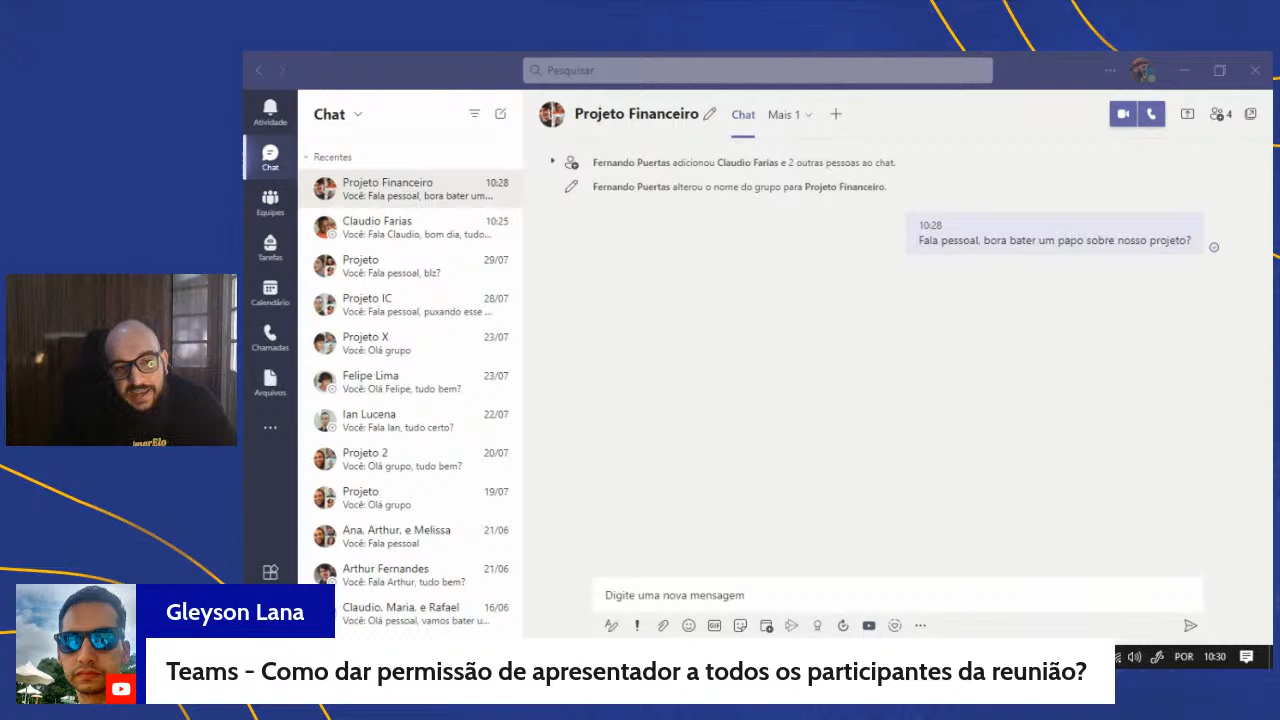 Pesquisar
Atividade
Chat
Equipes
Tarefas
Calendário
Chamadas
Arquivos
Chat
Recentes
Projeto Financeiro 10:28
Você: Fala pessoal, bora bater um...
Claudio Farias 10:25
Você: Fala Claudio, bom dia, tudo...
Projeto 29/07
Você: Fala pessoal, blz?
Projeto IC 28/07
Você: Fala pessoal, puxando esse ...
Projeto X 23/07
Você: Olá grupo
Felipe Lima 23/07
Você: Olá Felipe, tudo bem?
Ian Lucena 22/07
Você: Fala Ian, tudo certo?
Projeto 2 20/07
Você: Olá grupo, tudo bem?
Projeto 19/07
Você: Olá grupo
Ana, Arthur, e Melissa 21/06
Você: Fala pessoal
Arthur Fernandes 21/06
Você: Fala Arthur, tudo bem?
Claudio, Maria, e Rafael 16/06
Você: Pessoal, vamos bater u...
Projeto Financeiro Chat Mais 1 4
Fernando Puertas adicionou Claudio Farias e 2 outras pessoas ao chat.
Fernando Puertas alterou o nome do grupo para Projeto Financeiro.
10:28
Fala pessoal, bora bater um papo sobre nosso projeto?
Digite uma nova mensagem
GIF
POR 10:30
amarElo
Gleyson Lana
Teams - Como dar permissão de apresentador a todos os participantes da reunião?